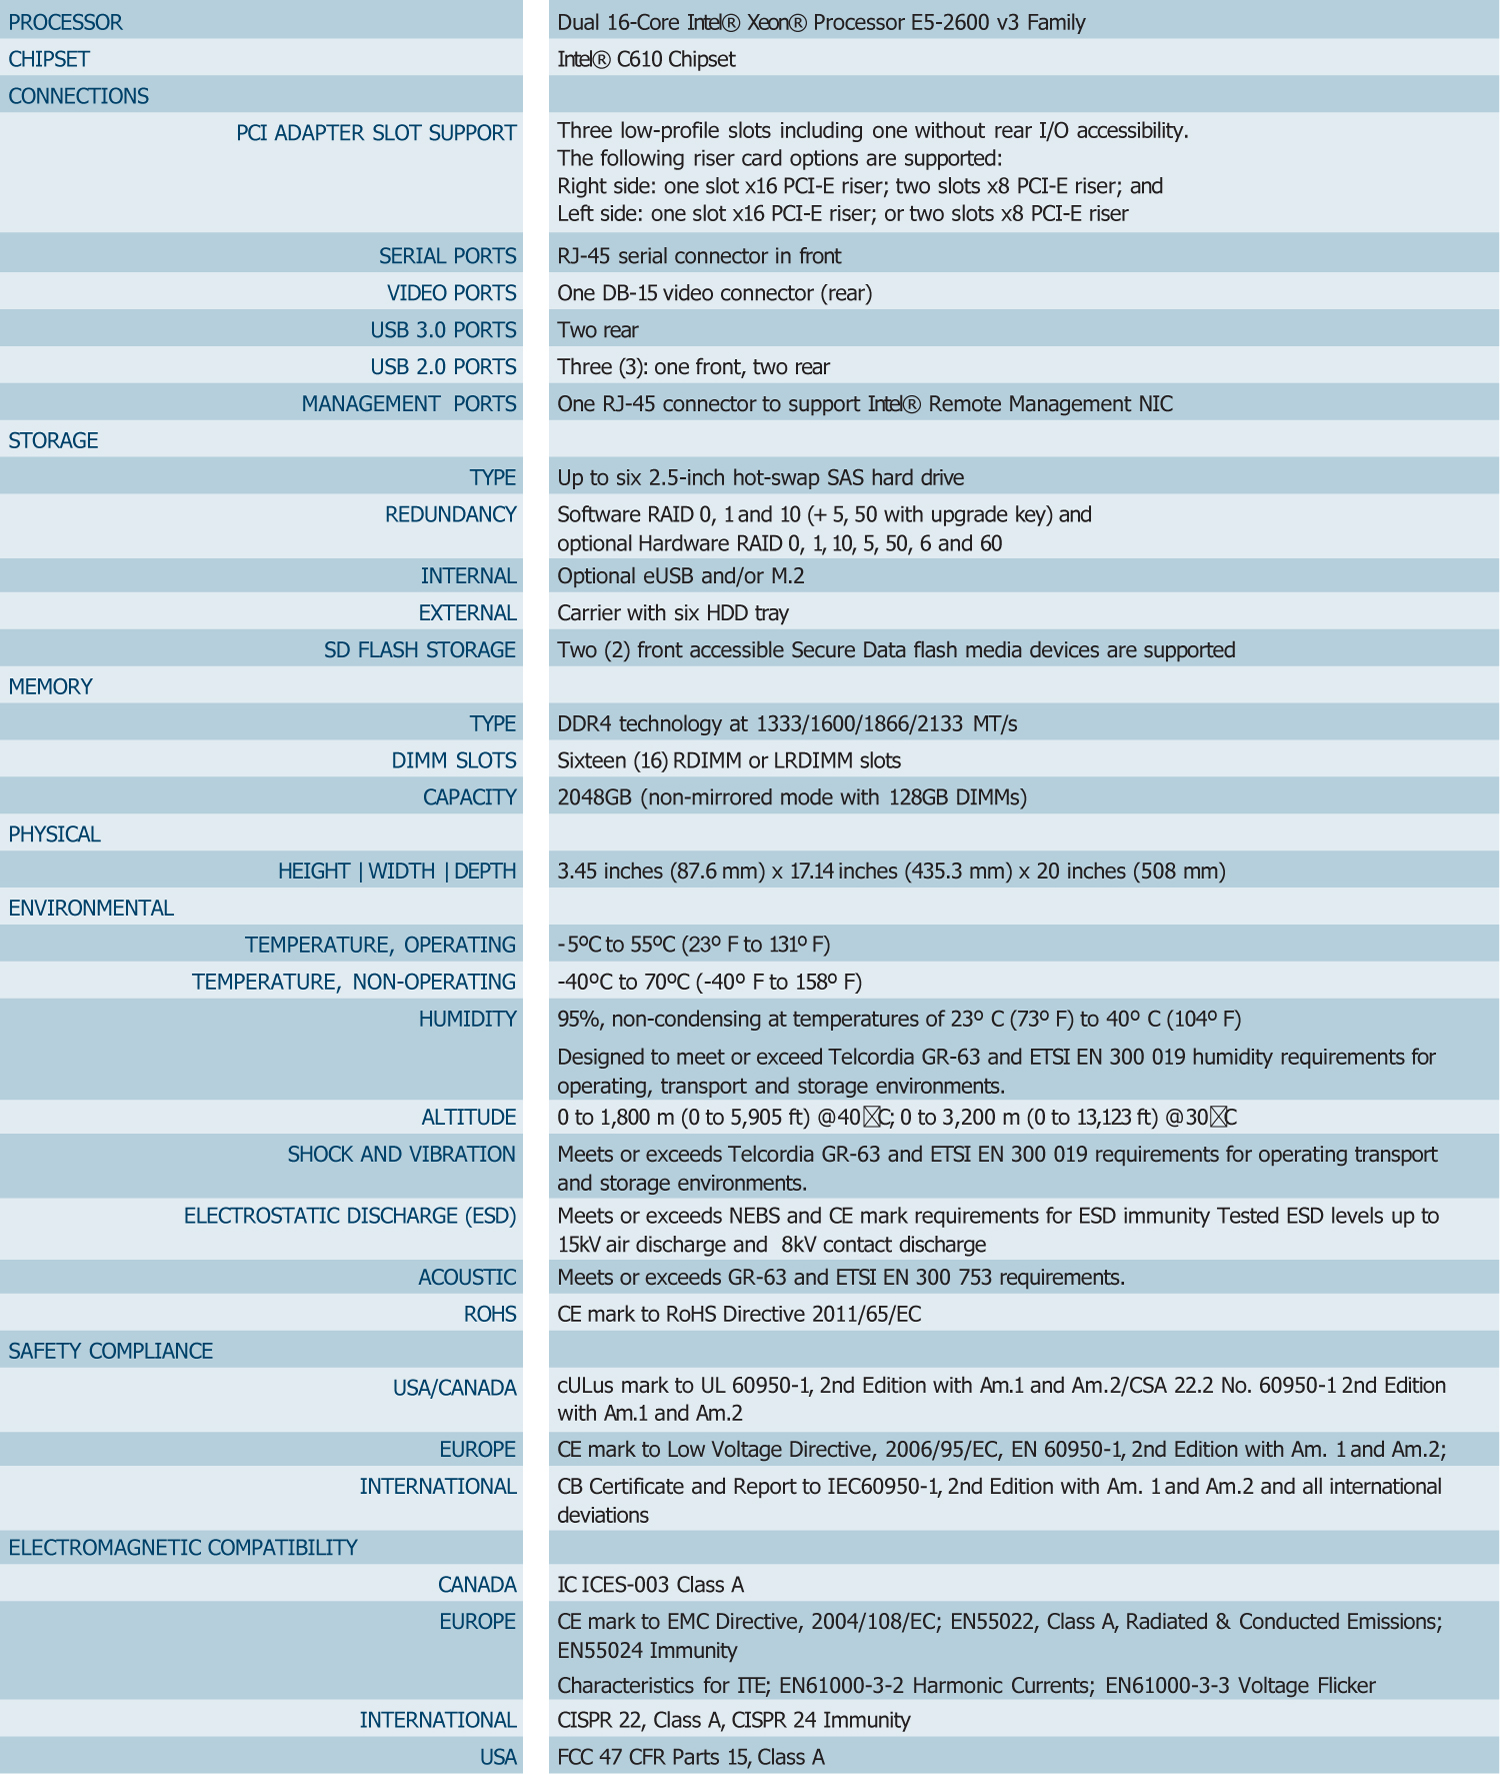 PROCESSOR Dual 16-Core Intel® Xeon® Processor E5-2600 v3 Family
CHIPSET Intel® C610 Chipset
CONNECTIONS
PCI ADAPTER SLOT SUPPORT Three low-profile slots including one without rear I/O accessibility.
The following riser card options are supported:
Right side: one slot x16 PCI-E riser; two slots x8 PCI-E riser; and
Left side: one slot x16 PCI-E riser; or two slots x8 PCI-E riser
SERIAL PORTS RJ-45 serial connector in front
VIDEO PORTS One DB-15 video connector (rear)
USB 3.0 PORTS Two rear
USB 2.0 PORTS Three (3): one front, two rear
MANAGEMENT PORTS One RJ-45 connector to support Intel® Remote Management NIC
STORAGE
TYPE Up to six 2.5-inch hot-swap SAS hard drive
REDUNDANCY Software RAID 0, 1 and 10 (+ 5, 50 with upgrade key) and
optional Hardware RAID 0, 1, 10, 5, 50, 6 and 60
INTERNAL Optional eUSB and/or M.2
EXTERNAL Carrier with six HDD tray
SD FLASH STORAGE Two (2) front accessible Secure Data flash media devices are supported
MEMORY
TYPE DDR4 technology at 1333/1600/1866/2133 MT/s
DIMM SLOTS Sixteen (16) RDIMM or LRDIMM slots
CAPACITY 2048GB (non-mirrored mode with 128GB DIMMs)
PHYSICAL
HEIGHT | WIDTH | DEPTH 3.45 inches (87.6 mm) x 17.14 inches (435.3 mm) x 20 inches (508 mm)
ENVIRONMENTAL
TEMPERATURE, OPERATING -5ºC to 55ºC (23º F to 131º F)
TEMPERATURE, NON-OPERATING -40ºC to 70ºC (-40º F to 158º F)
HUMIDITY 95%, non-condensing at temperatures of 23º C (73º F) to 40º C (104º F)
Designed to meet or exceed Telcordia GR-63 and ETSI EN 300 019 humidity requirements for
operating, transport and storage environments.
ALTITUDE 0 to 1,800 m (0 to 5,905 ft) @40☒C; 0 to 3,200 m (0 to 13,123 ft) @30☒C
SHOCK AND VIBRATION Meets or exceeds Telcordia GR-63 and ETSI EN 300 019 requirements for operating transport
and storage environments.
ELECTROSTATIC DISCHARGE (ESD) Meets or exceeds NEBS and CE mark requirements for ESD immunity Tested ESD levels up to
15kV air discharge and 8kV contact discharge
ACOUSTIC Meets or exceeds GR-63 and ETSI EN 300 753 requirements.
ROHS CE mark to RoHS Directive 2011/65/EC
SAFETY COMPLIANCE
USA/CANADA cULus mark to UL 60950-1, 2nd Edition with Am.1 and Am.2/CSA 22.2 No. 60950-1 2nd Edition
with Am.1 and Am.2
EUROPE CE mark to Low Voltage Directive, 2006/95/EC, EN 60950-1, 2nd Edition with Am. 1 and Am.2;
INTERNATIONAL CB Certificate and Report to IEC60950-1, 2nd Edition with Am. 1 and Am.2 and all international
deviations
ELECTROMAGNETIC COMPATIBILITY
CANADA IC ICES-003 Class A
EUROPE CE mark to EMC Directive, 2004/108/EC; EN55022, Class A, Radiated & Conducted Emissions;
EN55024 Immunity
Characteristics for ITE; EN61000-3-2 Harmonic Currents; EN61000-3-3 Voltage Flicker
INTERNATIONAL CISPR 22, Class A, CISPR 24 Immunity
USA FCC 47 CFR Parts 15, Class A